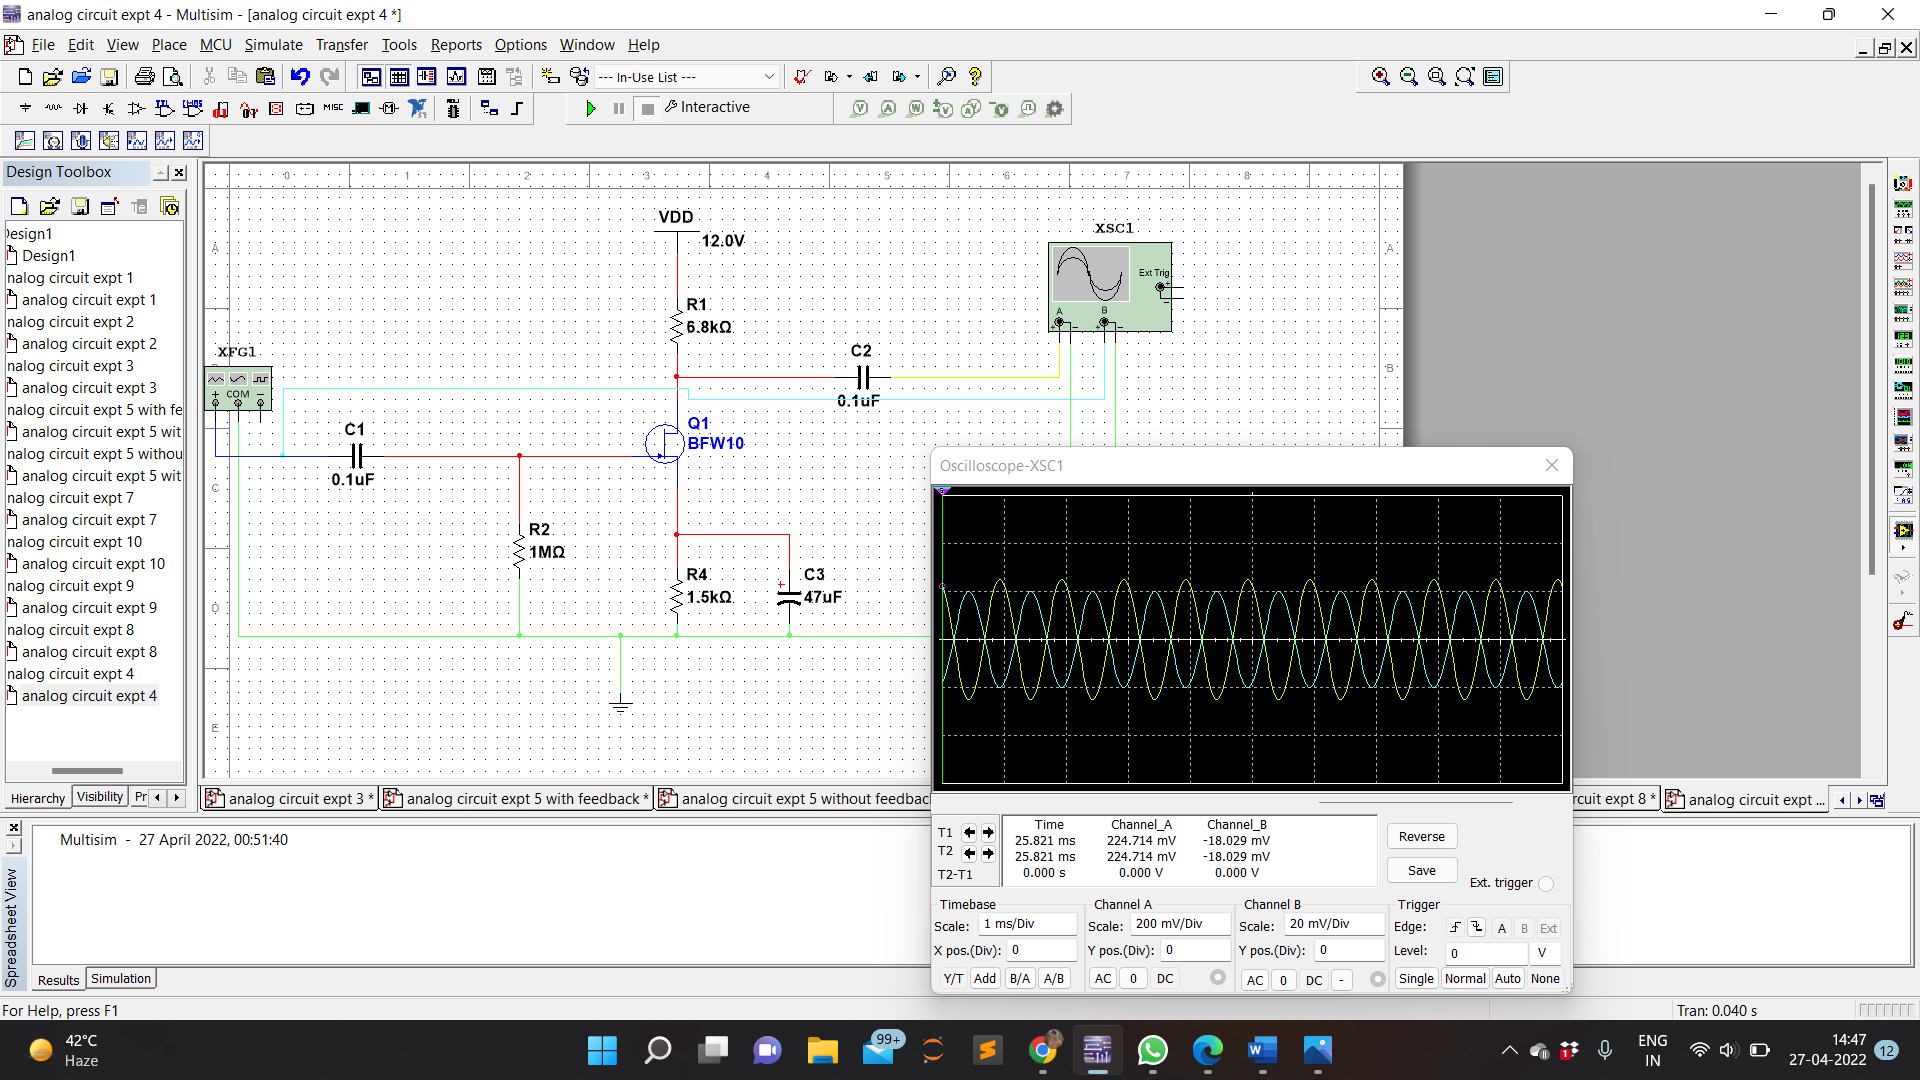 analog circuit expt 4 - Multisim - [analog circuit expt 4 *]
File Edit View Place MCU Simulate Transfer Tools Reports Options Window Help
--- In-Use List ---
MISC
Interactive
Design Toolbox
Design1
Design1
nalog circuit expt 1
analog circuit expt 1
nalog circuit expt 2
analog circuit expt 2
nalog circuit expt 3
analog circuit expt 3
nalog circuit expt 5 with fe
analog circuit expt 5 wit
nalog circuit expt 5 withou
analog circuit expt 5 wit
nalog circuit expt 7
analog circuit expt 7
nalog circuit expt 10
analog circuit expt 10
nalog circuit expt 9
analog circuit expt 9
nalog circuit expt 8
analog circuit expt 8
nalog circuit expt 4
analog circuit expt 4
Hierarchy Visibility Pr
0 1 2 3 4 5 6 7 8
A
C
D
E
A
B
VDD
12.0V
R1
6.8kΩ
C2
0.1uF
XSC1
Ext Trig
A B
XFG1
COM
C1
0.1uF
Q1
BFW10
R2
1MΩ
R4
1.5kΩ
C3
47uF
analog circuit expt 3 * analog circuit expt 5 with feedback * analog circuit expt 5 without feedbac rcuit expt 8 * analog circuit expt ...
Oscilloscope-XSC1
Time Channel_A Channel_B
T1 25.821 ms 224.714 mV -18.029 mV
T2 25.821 ms 224.714 mV -18.029 mV
T2-T1 0.000 s 0.000 V 0.000 V
Reverse
Save
Ext. trigger
Timebase
Scale: 1 ms/Div
X pos.(Div): 0
Y/T Add B/A A/B
Channel A
Scale: 200 mV/Div
Y pos.(Div): 0
AC 0 DC
Channel B
Scale: 20 mV/Div
Y pos.(Div): 0
AC 0 DC -
Trigger
Edge: A B Ext
Level: 0 V
Single Normal Auto None
Multisim - 27 April 2022, 00:51:40
Spreadsheet View
Results Simulation
For Help, press F1
Tran: 0.040 s
42°C
Haze
99+
1
ENG
IN
14:47
27-04-2022
12